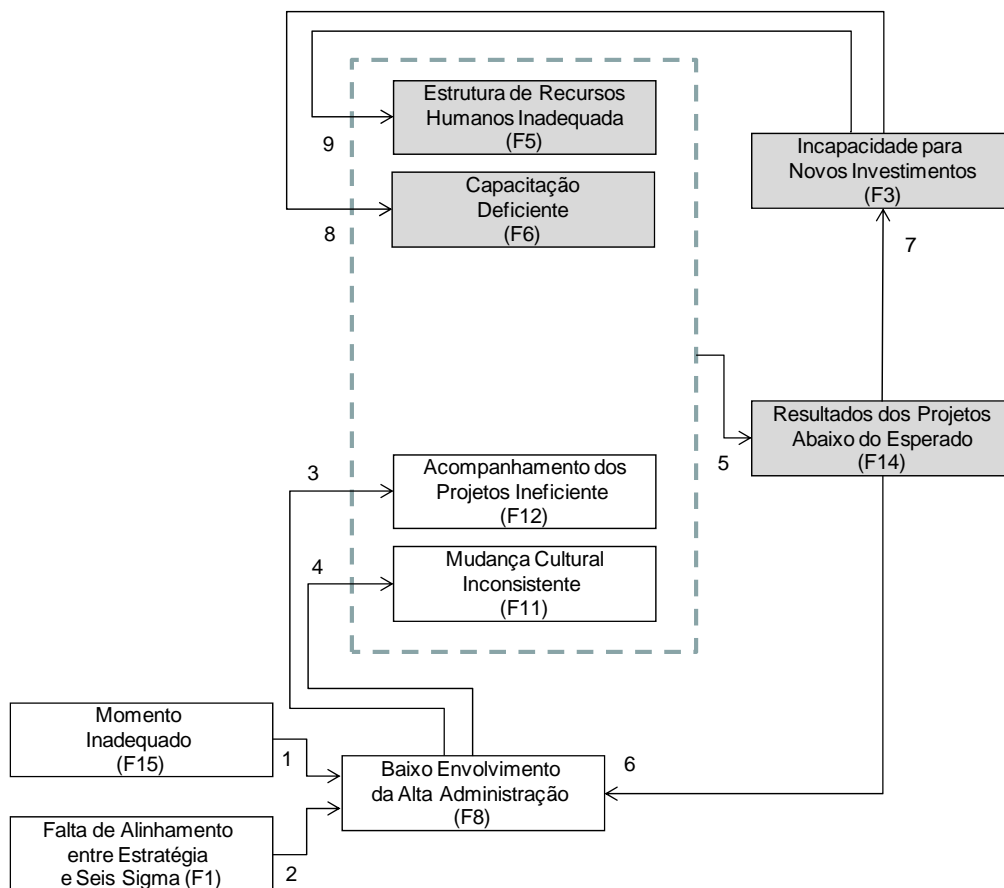 Estrutura de Recursos
Humanos Inadequada
(F5)
9
Incapacidade para
Novos Investimentos
(F3)
Capacitação
Deficiente
(F6)
8
7
Resultados dos Projetos
Abaixo do Esperado
(F14)
5
3
Acompanhamento dos
Projetos Ineficiente
(F12)
4
Mudança Cultural
Inconsistente
(F11)
Momento
Inadequado
(F15)
1
Baixo Envolvimento
da Alta Administração
(F8)
6
Falta de Alinhamento
entre Estratégia
e Seis Sigma (F1)
2